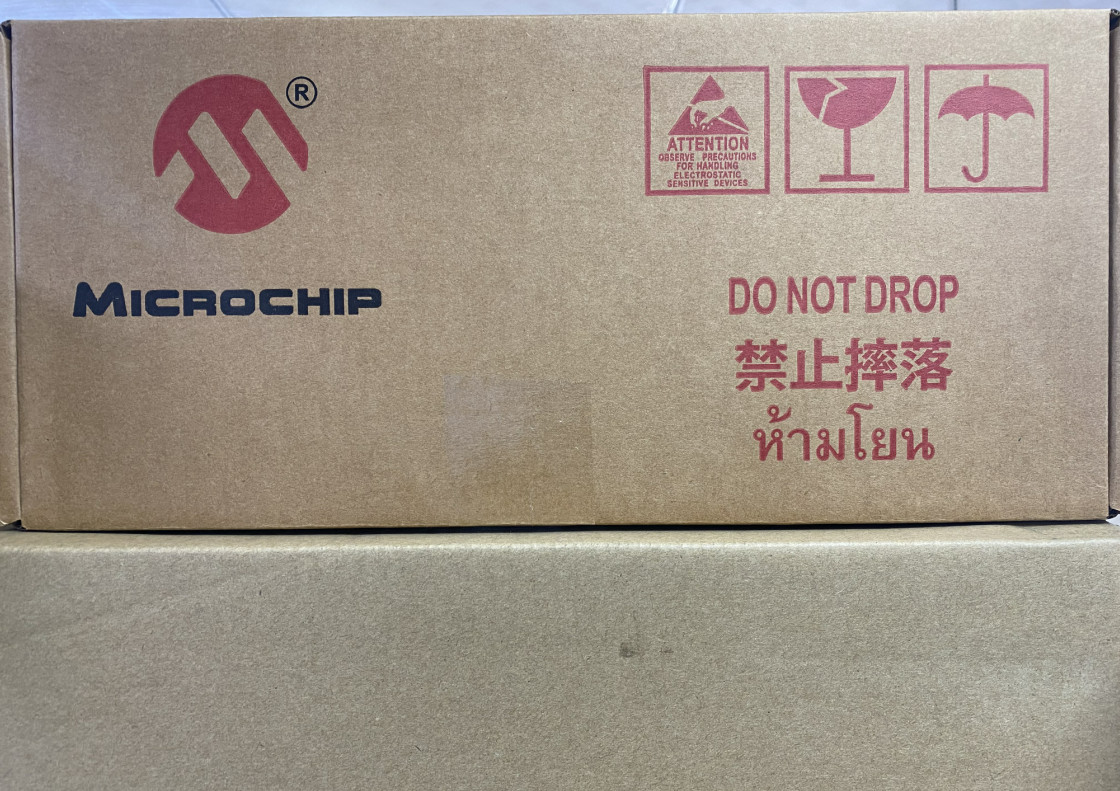 ®
MICROCHIP
ATTENTION
OBSERVE PRECAUTIONS
FOR HANDLING
ELECTROSTATIC
SENSITIVE DEVICES
DO NOT DROP
禁止摔落
ห้ามโยน